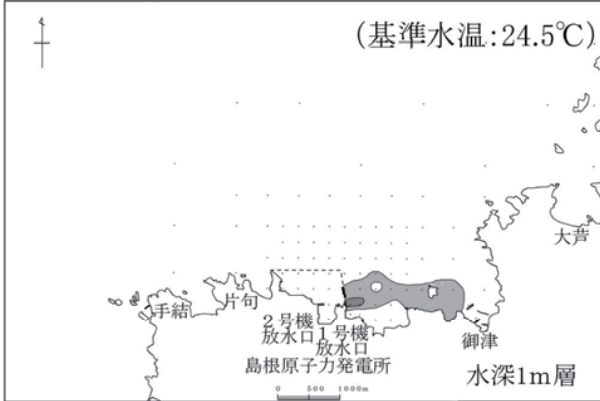 (基準水温:24.5℃)
大芦
手結
片句
2号機
放水口
1号機
放水口
御津
島根原子力発電所
水深1m層
0 500 1000m